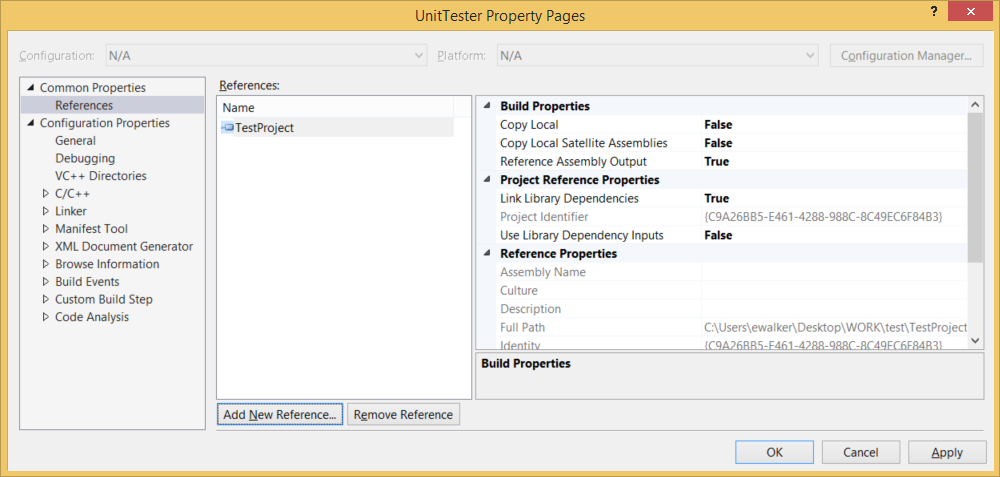 UnitTester Property Pages
?
Configuration: N/A Platform: N/A Configuration Manager...
Common Properties
References
Configuration Properties
General
Debugging
VC++ Directories
C/C++
Linker
Manifest Tool
XML Document Generator
Browse Information
Build Events
Custom Build Step
Code Analysis
References:
Name
TestProject
Add New Reference... Remove Reference
Build Properties
Copy Local False
Copy Local Satellite Assemblies False
Reference Assembly Output True
Project Reference Properties
Link Library Dependencies True
Project Identifier {C9A26BB5-E461-4288-988C-8C49EC6F84B3}
Use Library Dependency Inputs False
Reference Properties
Assembly Name
Culture
Description
Full Path C:\Users\ewalker\Desktop\WORK\test\TestProject
Identity {C9A26BB5-E461-4288-988C-8C49EC6F84B3}
Build Properties
OK Cancel Apply